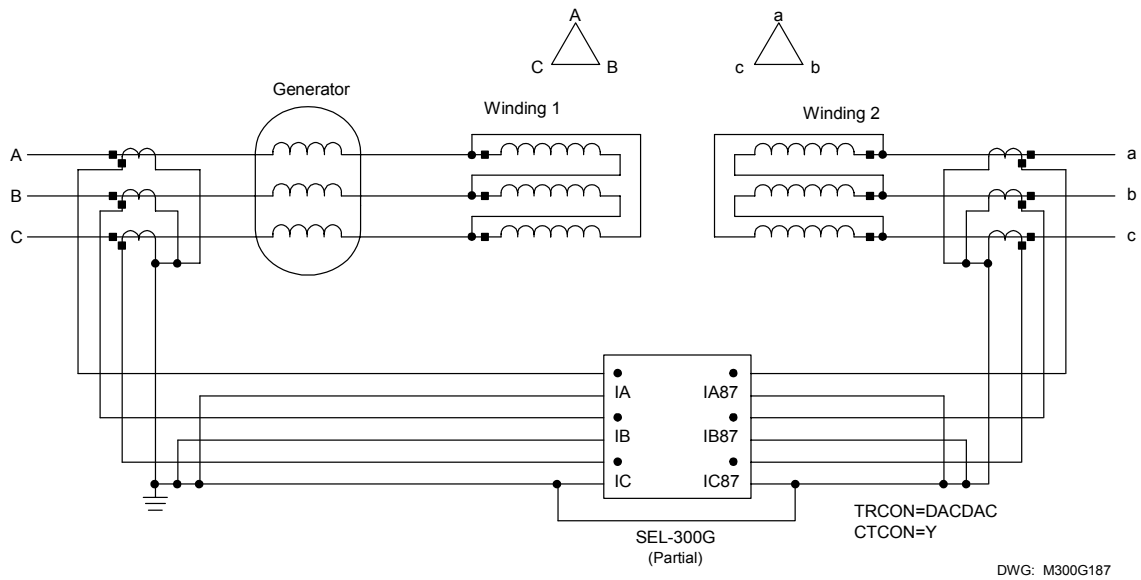 A
a
C B
c b
Generator
Winding 1
Winding 2
A
a
B
b
C
c
IA IA87
IB IB87
IC IC87
TRCON=DACDAC
CTCON=Y
SEL-300G
(Partial)
DWG: M300G187